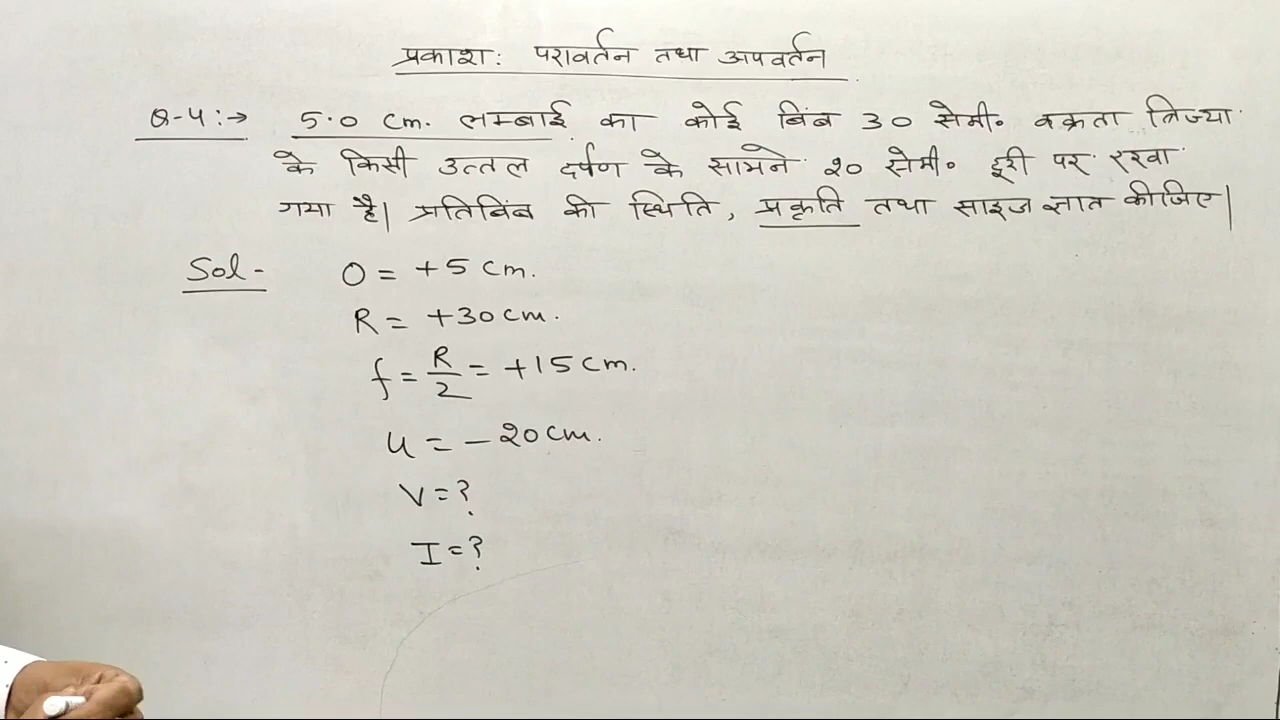 प्रकाश: परावर्तन तथा अपवर्तन
Q-4:→ 5.0 cm. लम्बाई का कोई बिंब 30 सेमी. वक्रता त्रिज्या
के किसी उत्तल दर्पण के सामने 20 सेमी. दूरी पर रखा
गया है। प्रतिबिंब की स्थिति, प्रकृति तथा साइज ज्ञात कीजिए|
Sol- O = +5 cm.
R = +30 cm.
f = R/2 = +15 cm.
u = -20 cm.
V = ?
I = ?